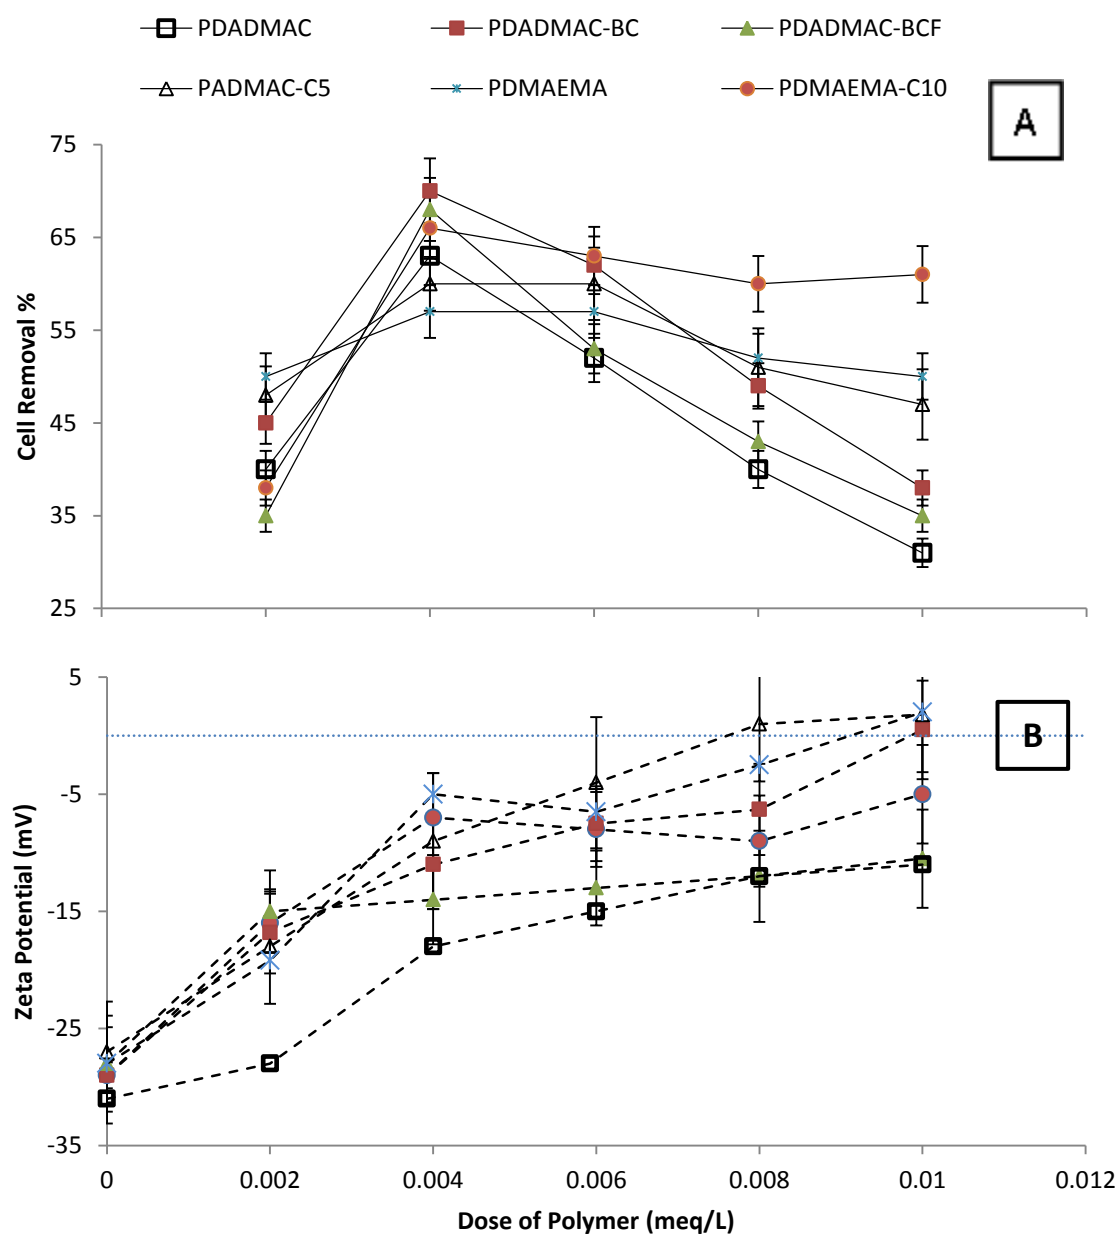 PDADMAC PDADMAC-BC PDADMAC-BCF
PADMAC-C5 PDMAEMA PDMAEMA-C10
A
75
65
55
45
35
25
Cell Removal %
B
5
-5
-15
-25
-35
Zeta Potential (mV)
0 0.002 0.004 0.006 0.008 0.01 0.012
Dose of Polymer (meq/L)